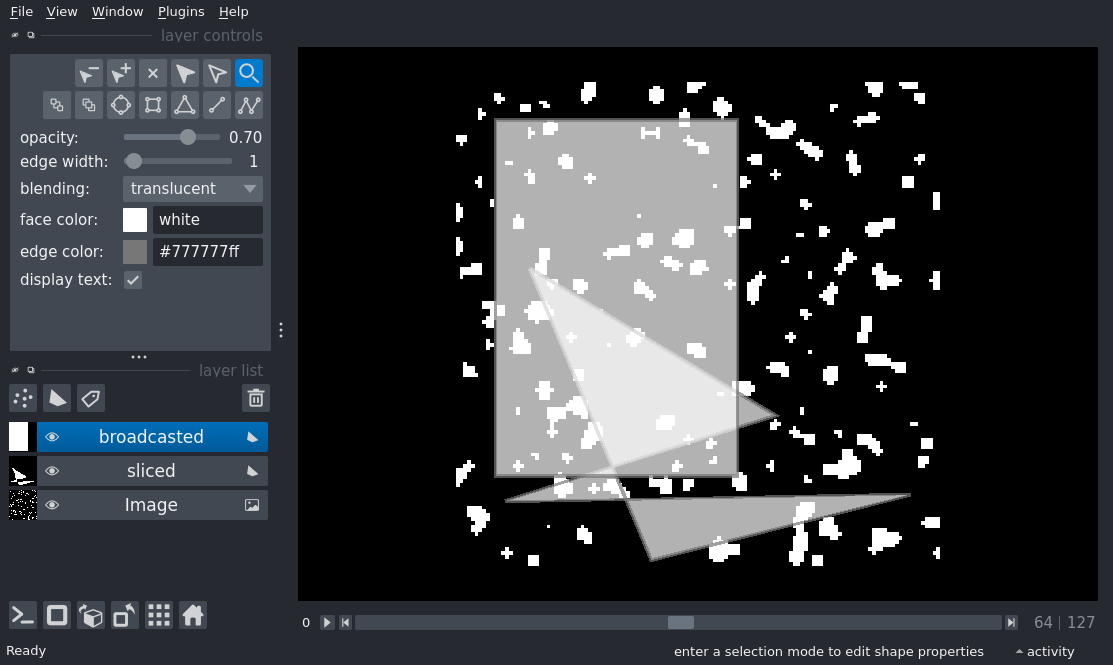 File View Window Plugins Help
layer controls
opacity: 0.70
edge width: 1
blending: translucent
face color: white
edge color: #777777ff
display text:
layer list
broadcasted
sliced
Image
0 64 | 127
Ready enter a selection mode to edit shape properties activity